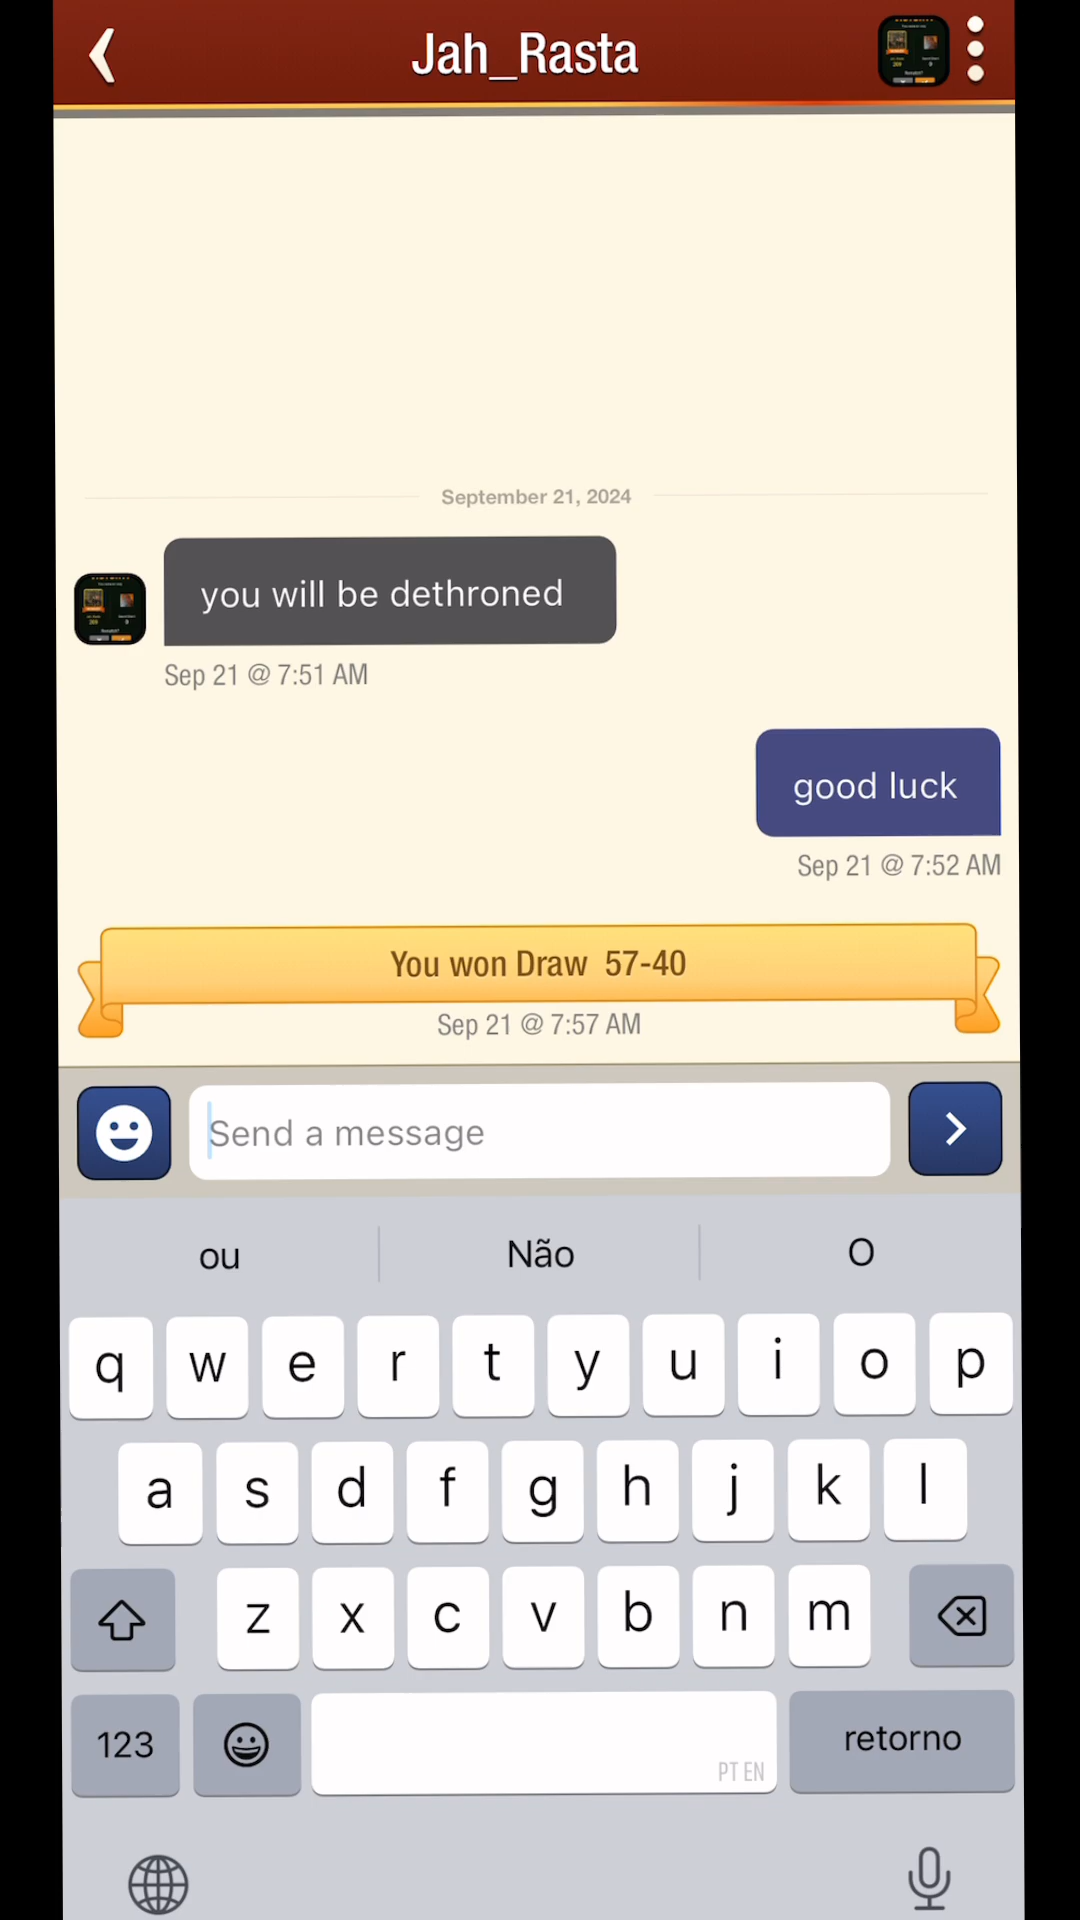 Jah_Rasta
September 21, 2024
you will be dethroned
Sep 21 @ 7:51 AM
good luck
Sep 21 @ 7:52 AM
You won Draw 57-40
Sep 21 @ 7:57 AM
Send a message
ou Não O
q w e r t y u i o p
a s d f g h j k l
z x c v b n m
123 retorno
PT EN